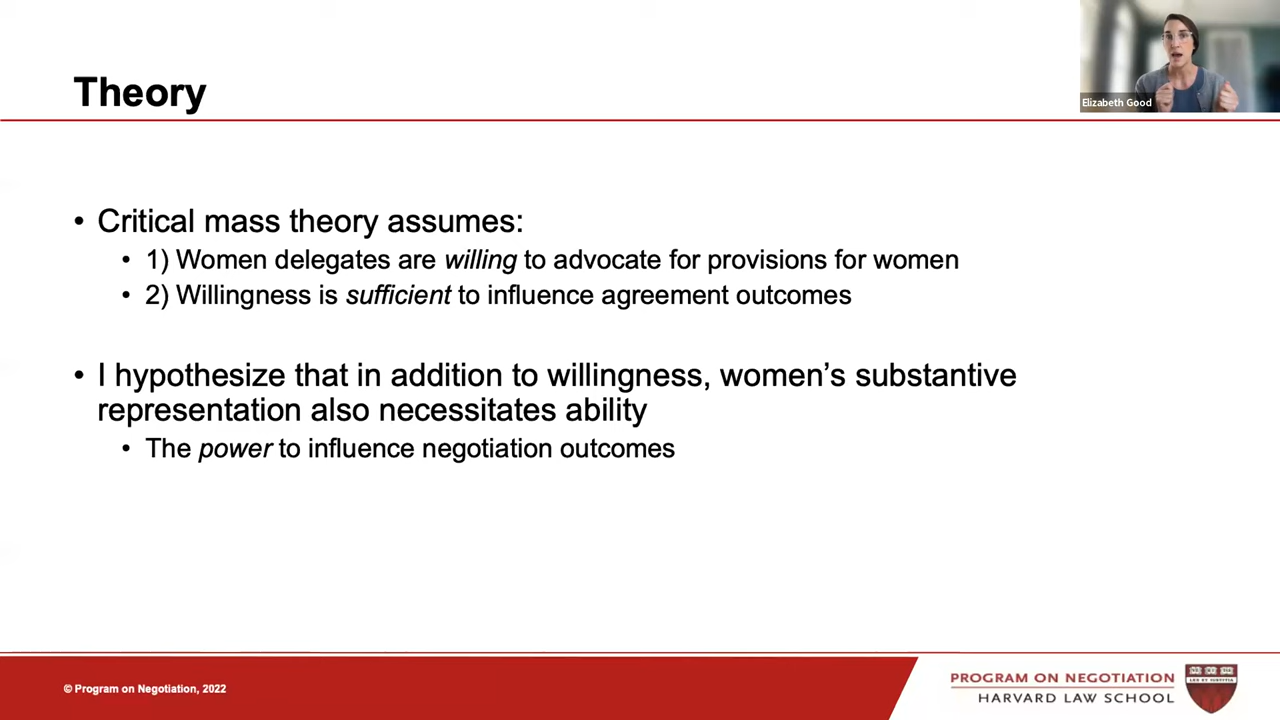 Theory
Elizabeth Good
• Critical mass theory assumes:
• 1) Women delegates are willing to advocate for provisions for women
• 2) Willingness is sufficient to influence agreement outcomes
• I hypothesize that in addition to willingness, women’s substantive
representation also necessitates ability
• The power to influence negotiation outcomes
© Program on Negotiation, 2022
PROGRAM ON NEGOTIATION
HARVARD LAW SCHOOL